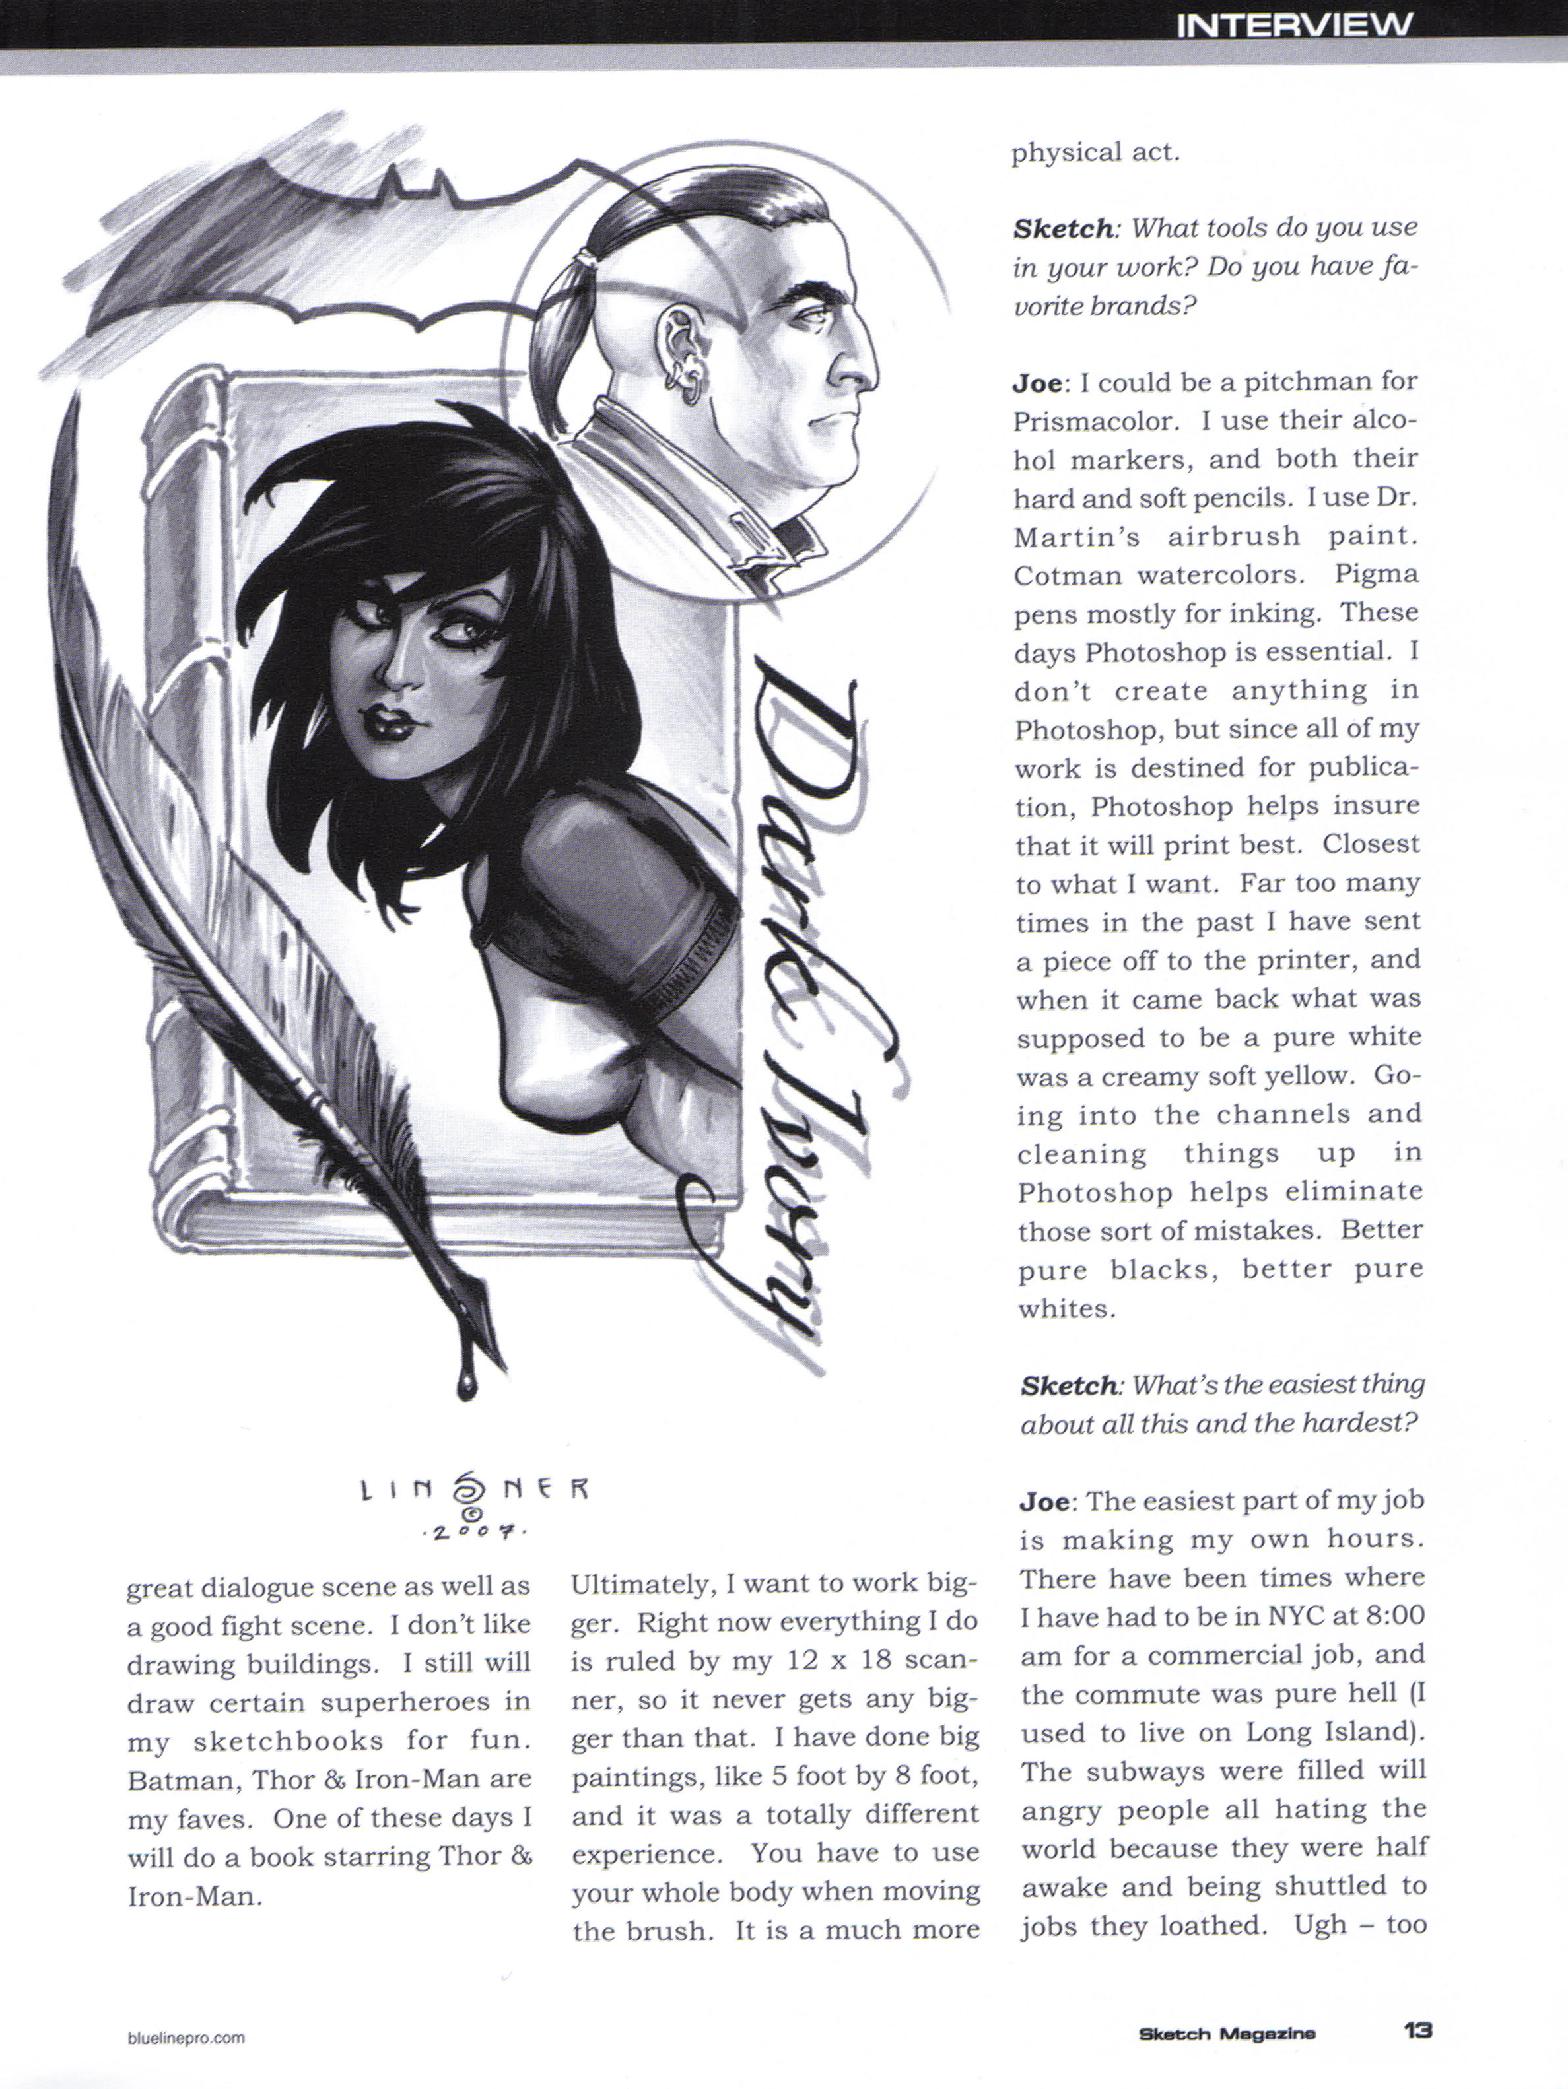 INTERVIEW
Dark Ivory
LINSNER
©
.2007.
great dialogue scene as well as
a good fight scene. I don't like
drawing buildings. I still will
draw certain superheroes in
my sketchbooks for fun.
Batman, Thor & Iron-Man are
my faves. One of these days I
will do a book starring Thor &
Iron-Man.
Ultimately, I want to work big-
ger. Right now everything I do
is ruled by my 12 x 18 scan-
ner, so it never gets any big-
ger than that. I have done big
paintings, like 5 foot by 8 foot,
and it was a totally different
experience. You have to use
your whole body when moving
the brush. It is a much more
physical act.
Sketch: What tools do you use
in your work? Do you have fa-
vorite brands?
Joe: I could be a pitchman for
Prismacolor. I use their alco-
hol markers, and both their
hard and soft pencils. I use Dr.
Martin's airbrush paint.
Cotman watercolors. Pigma
pens mostly for inking. These
days Photoshop is essential. I
don't create anything in
Photoshop, but since all of my
work is destined for publica-
tion, Photoshop helps insure
that it will print best. Closest
to what I want. Far too many
times in the past I have sent
a piece off to the printer, and
when it came back what was
supposed to be a pure white
was a creamy soft yellow. Go-
ing into the channels and
cleaning things up in
Photoshop helps eliminate
those sort of mistakes. Better
pure blacks, better pure
whites.
Sketch: What's the easiest thing
about all this and the hardest?
Joe: The easiest part of my job
is making my own hours.
There have been times where
I have had to be in NYC at 8:00
am for a commercial job, and
the commute was pure hell (I
used to live on Long Island).
The subways were filled will
angry people all hating the
world because they were half
awake and being shuttled to
jobs they loathed. Ugh – too
bluelinepro.com
Sketch Magazine 13